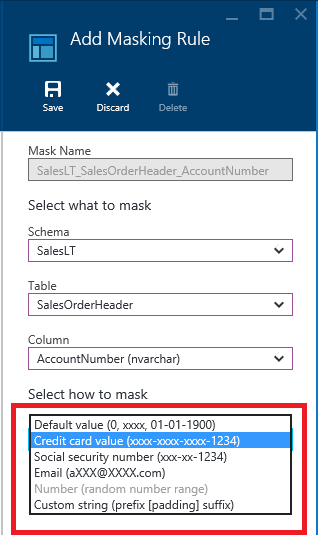 Add Masking Rule
Save Discard Delete
Mask Name
SalesLT_SalesOrderHeader_AccountNumber
Select what to mask
Schema
SalesLT
Table
SalesOrderHeader
Column
AccountNumber (nvarchar)
Select how to mask
Default value (0, xxxx, 01-01-1900)
Credit card value (xxxx-xxxx-xxxx-1234)
Social security number (xxx-xx-1234)
Email (aXXX@XXXX.com)
Number (random number range)
Custom string (prefix [padding] suffix)